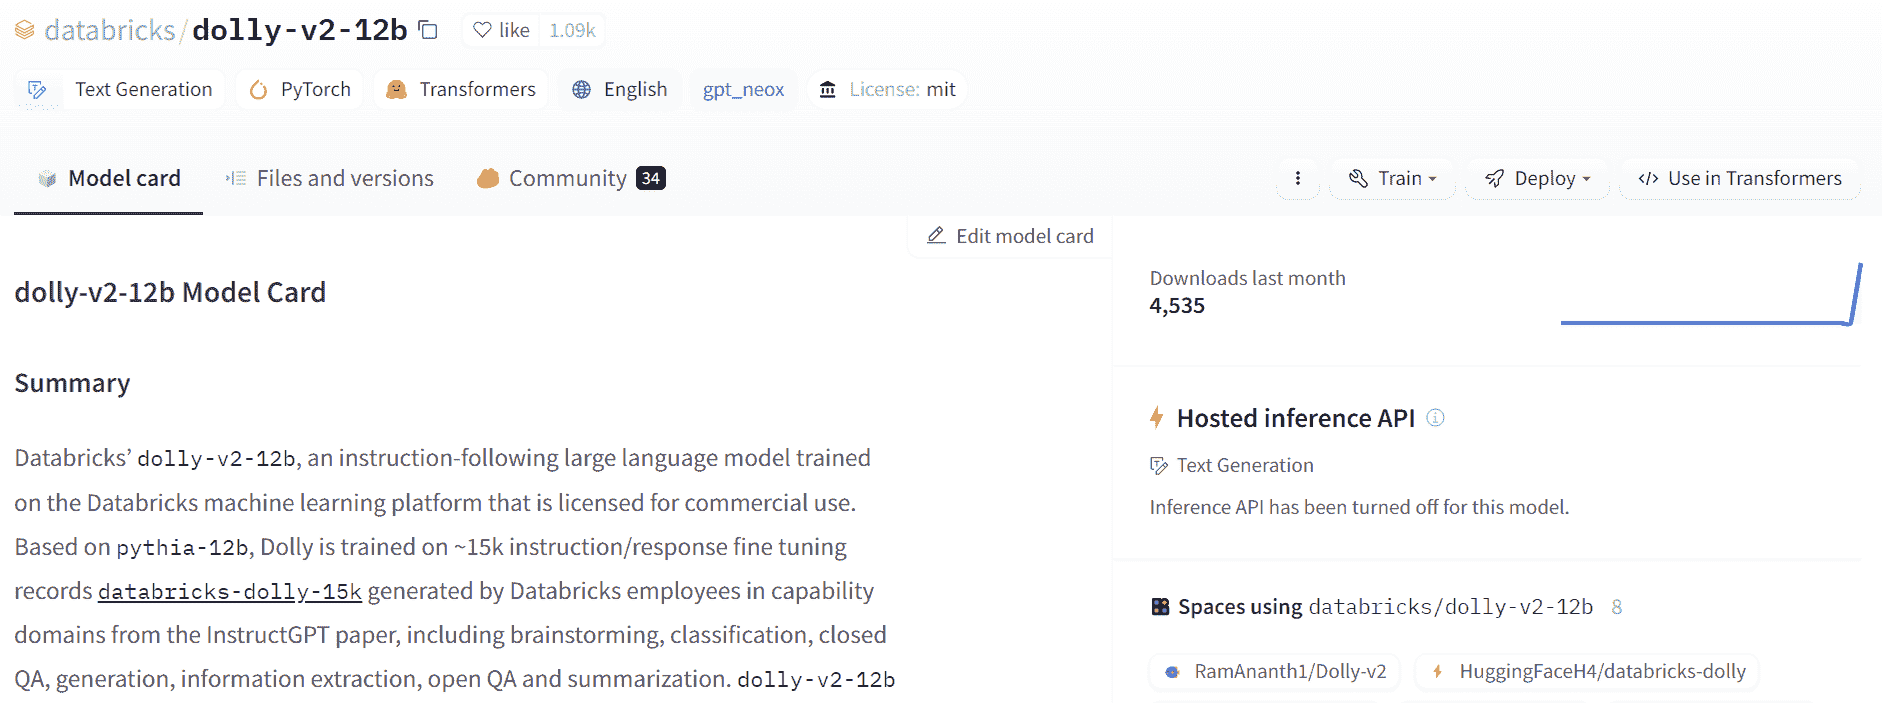 databricks/dolly-v2-12b like 1.09k
Text Generation PyTorch Transformers English gpt_neox License: mit
Model card Files and versions Community 34 Train Deploy </> Use in Transformers
Edit model card
dolly-v2-12b Model Card
Summary
Databricks’ dolly-v2-12b, an instruction-following large language model trained
on the Databricks machine learning platform that is licensed for commercial use.
Based on pythia-12b, Dolly is trained on ~15k instruction/response fine tuning
records databricks-dolly-15k generated by Databricks employees in capability
domains from the InstructGPT paper, including brainstorming, classification, closed
QA, generation, information extraction, open QA and summarization. dolly-v2-12b
Downloads last month
4,535
Hosted inference API
Text Generation
Inference API has been turned off for this model.
Spaces using databricks/dolly-v2-12b 8
RamAnanth1/Dolly-v2 HuggingFaceH4/databricks-dolly